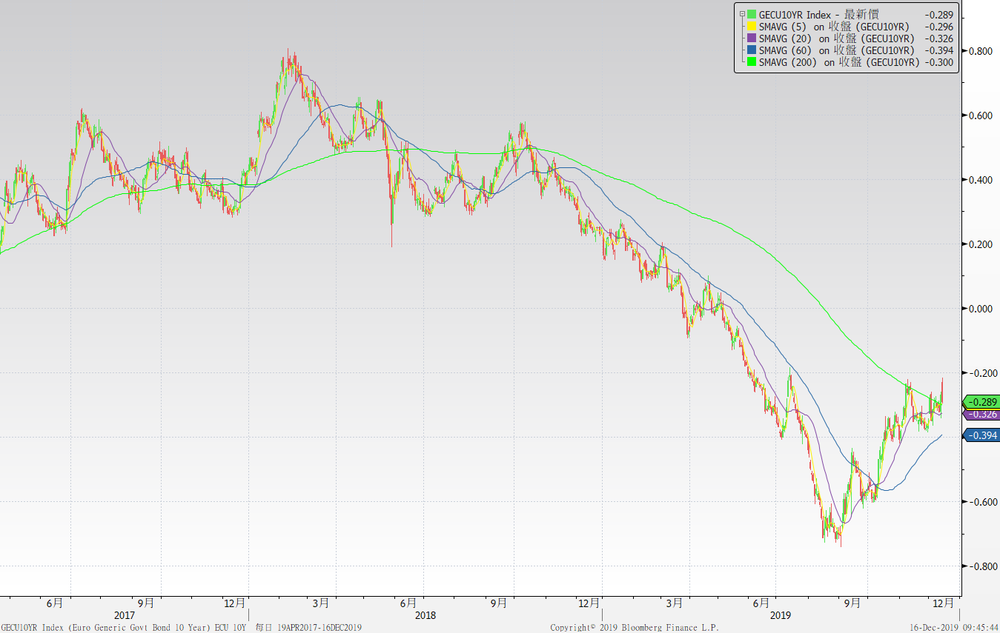 GECU10YR Index - 最新價 -0.289
SMAVG (5) on 收盤 (GECU10YR) -0.296
SMAVG (20) on 收盤 (GECU10YR) -0.326
SMAVG (60) on 收盤 (GECU10YR) -0.394
SMAVG (200) on 收盤 (GECU10YR) -0.300
0.800
0.600
0.400
0.200
0.000
-0.200
-0.289
-0.326
-0.394
-0.600
-0.800
6月 9月 12月 3月 6月 9月 12月 3月 6月 9月 12月
2017 2018 2019
GECU10YR Index (Euro Generic Govt Bond 10 Year) ECU 10Y 每日 19APR2017-16DEC2019 Copyright© 2019 Bloomberg Finance L.P. 16-Dec-2019 09:45:44